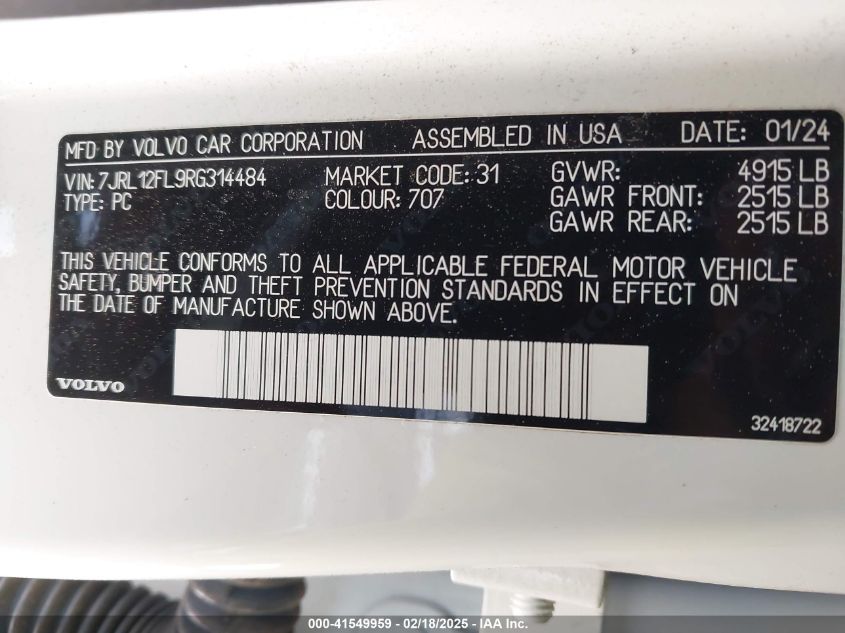 MFD BY VOLVO CAR CORPORATION ASSEMBLED IN USA DATE: 01/24
VIN: 7JRL12FL9RG314484 MARKET CODE: 31 GVWR: 4915 LB
TYPE: PC COLOUR: 707 GAWR FRONT: 2515 LB
GAWR REAR: 2515 LB
THIS VEHICLE CONFORMS TO ALL APPLICABLE FEDERAL MOTOR VEHICLE
SAFETY, BUMPER AND THEFT PREVENTION STANDARDS IN EFFECT ON
THE DATE OF MANUFACTURE SHOWN ABOVE.
VOLVO
32418722
000-41549959 - 02/18/2025 - IAA Inc.